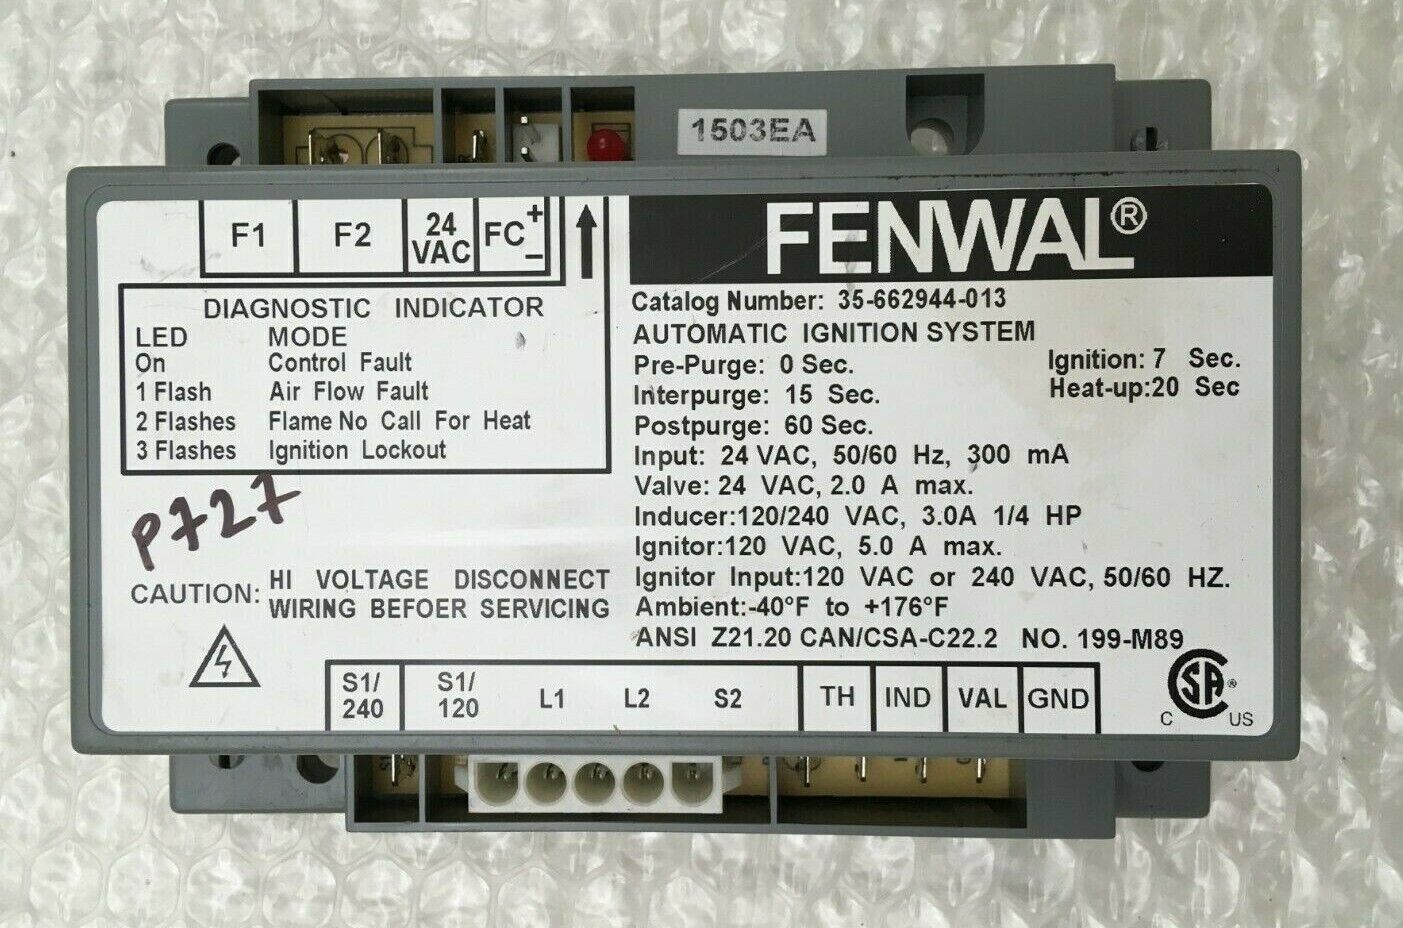 1503EA
F1 F2 24 VAC FC + −
FENWAL®
DIAGNOSTIC INDICATOR
LED MODE
On Control Fault
1 Flash Air Flow Fault
2 Flashes Flame No Call For Heat
3 Flashes Ignition Lockout
P727
CAUTION: HI VOLTAGE DISCONNECT
WIRING BEFOER SERVICING
Catalog Number: 35-662944-013
AUTOMATIC IGNITION SYSTEM
Pre-Purge: 0 Sec. Ignition: 7 Sec.
Interpurge: 15 Sec. Heat-up:20 Sec
Postpurge: 60 Sec.
Input: 24 VAC, 50/60 Hz, 300 mA
Valve: 24 VAC, 2.0 A max.
Inducer:120/240 VAC, 3.0A 1/4 HP
Ignitor:120 VAC, 5.0 A max.
Ignitor Input:120 VAC or 240 VAC, 50/60 HZ.
Ambient:-40°F to +176°F
ANSI Z21.20 CAN/CSA-C22.2 NO. 199-M89
S1/240 S1/120 L1 L2 S2 TH IND VAL GND
CSA® C US